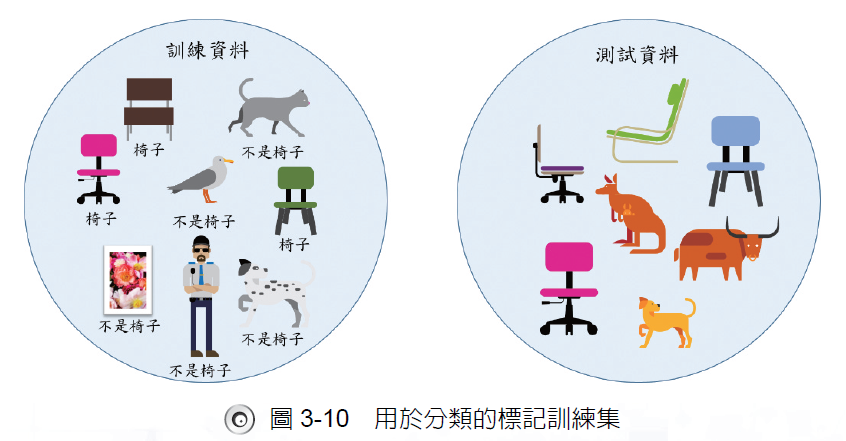 訓練資料
椅子
不是椅子
椅子
不是椅子
椅子
不是椅子
不是椅子
不是椅子
測試資料
圖 3-10 用於分類的標記訓練集